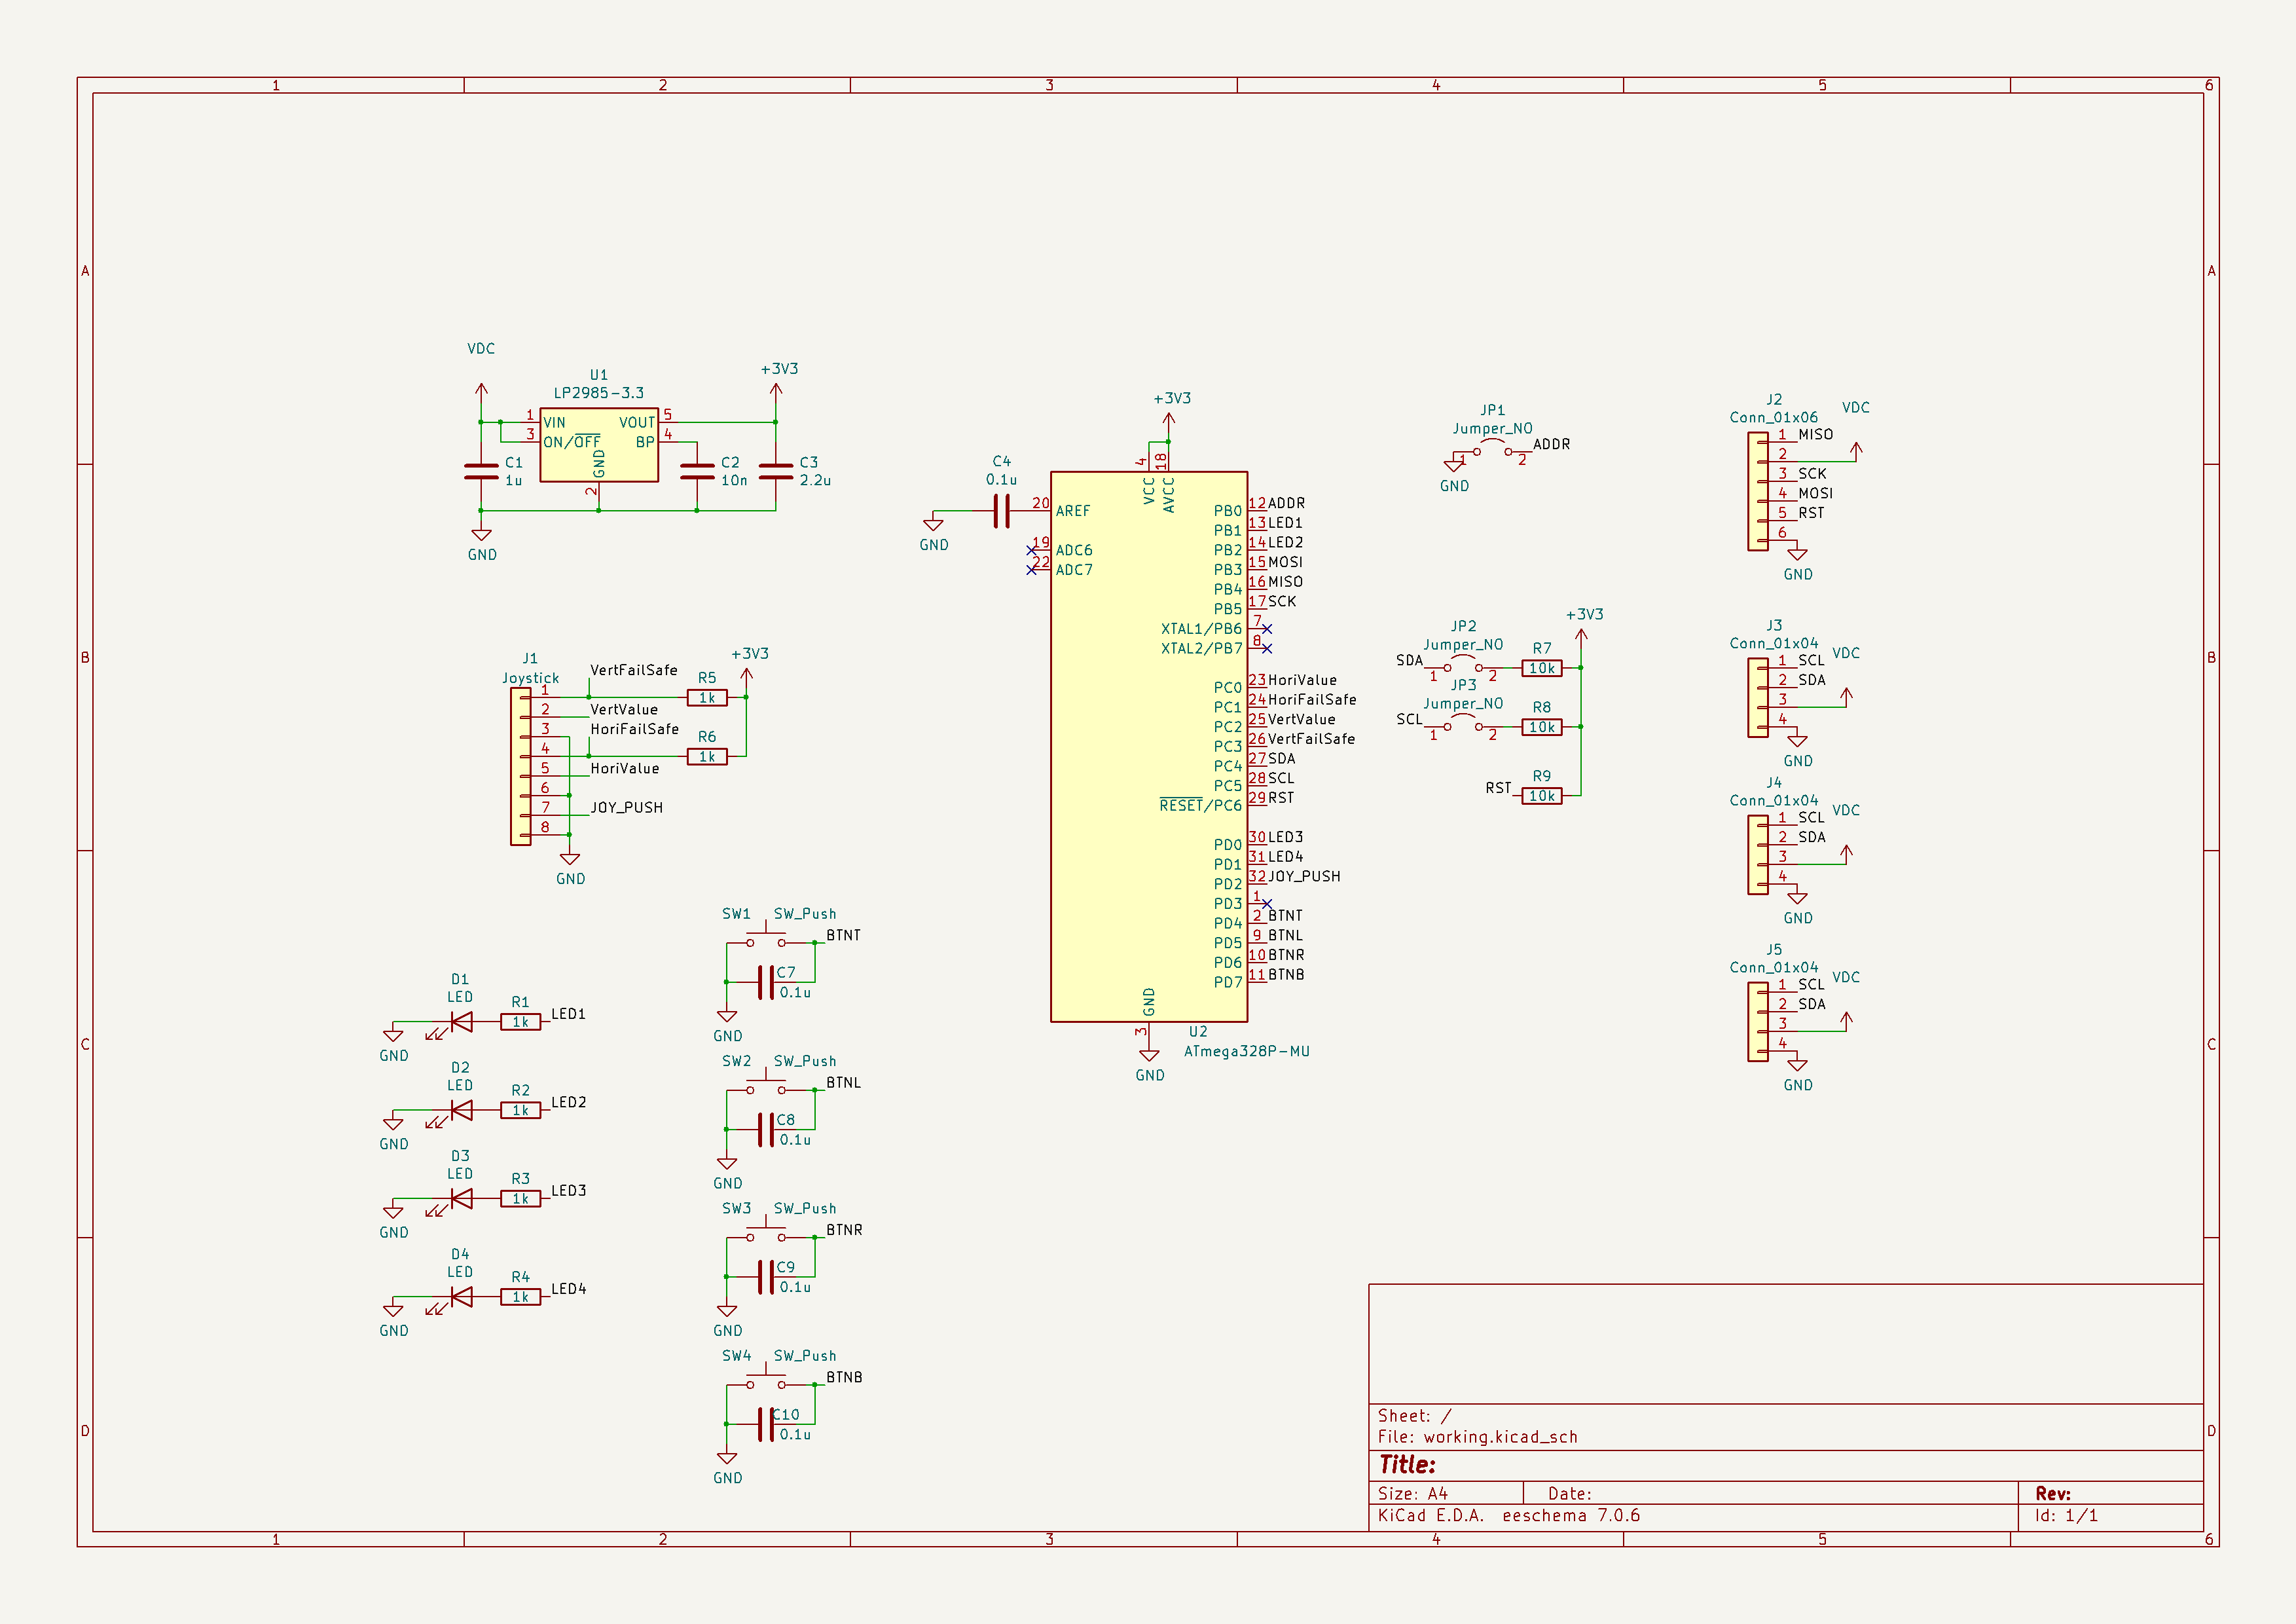 1 2 3 4 5 6
A
A
B
B
C
C
D
D
1 2 3 4 5 6
VDC
U1
LP2985-3.3
+3V3
1 VIN
3 ON/OFF
VOUT 5
BP 4
GND
2
C1
1u
C2
10n
C3
2.2u
GND
J1
Joystick
1
2
3
4
5
6
7
8
VertFailSafe
VertValue
HoriFailSafe
HoriValue
JOY_PUSH
R5
1k
R6
1k
+3V3
GND
D1
LED
R1
1k
LED1
GND
D2
LED
R2
1k
LED2
GND
D3
LED
R3
1k
LED3
GND
D4
LED
R4
1k
LED4
GND
SW1 SW_Push
BTNT
C7
0.1u
GND
SW2 SW_Push
BTNL
C8
0.1u
GND
SW3 SW_Push
BTNR
C9
0.1u
GND
SW4 SW_Push
BTNB
C10
0.1u
GND
+3V3
C4
0.1u
GND
4 18
VCC AVCC
20 AREF
19 ADC6
22 ADC7
PB0 12 ADDR
PB1 13 LED1
PB2 14 LED2
PB3 15 MOSI
PB4 16 MISO
PB5 17 SCK
XTAL1/PB6 7
XTAL2/PB7 8
PC0 23 HoriValue
PC1 24 HoriFailSafe
PC2 25 VertValue
PC3 26 VertFailSafe
PC4 27 SDA
PC5 28 SCL
RESET/PC6 29 RST
PD0 30 LED3
PD1 31 LED4
PD2 32 JOY_PUSH
PD3 1
PD4 2 BTNT
PD5 9 BTNL
PD6 10 BTNR
PD7 11 BTNB
GND
3
U2
ATmega328P-MU
GND
JP1
Jumper_NO
ADDR
1 2
GND
JP2
Jumper_NO
SDA
1 2
R7
10k
+3V3
JP3
Jumper_NO
SCL
1 2
R8
10k
RST
R9
10k
J2
Conn_01x06
VDC
1 MISO
2
3 SCK
4 MOSI
5 RST
6
GND
J3
Conn_01x04
VDC
1 SCL
2 SDA
3
4
GND
J4
Conn_01x04
VDC
1 SCL
2 SDA
3
4
GND
J5
Conn_01x04
VDC
1 SCL
2 SDA
3
4
GND
Sheet: /
File: working.kicad_sch
Title:
Size: A4 Date: Rev:
KiCad E.D.A. eeschema 7.0.6 Id: 1/1